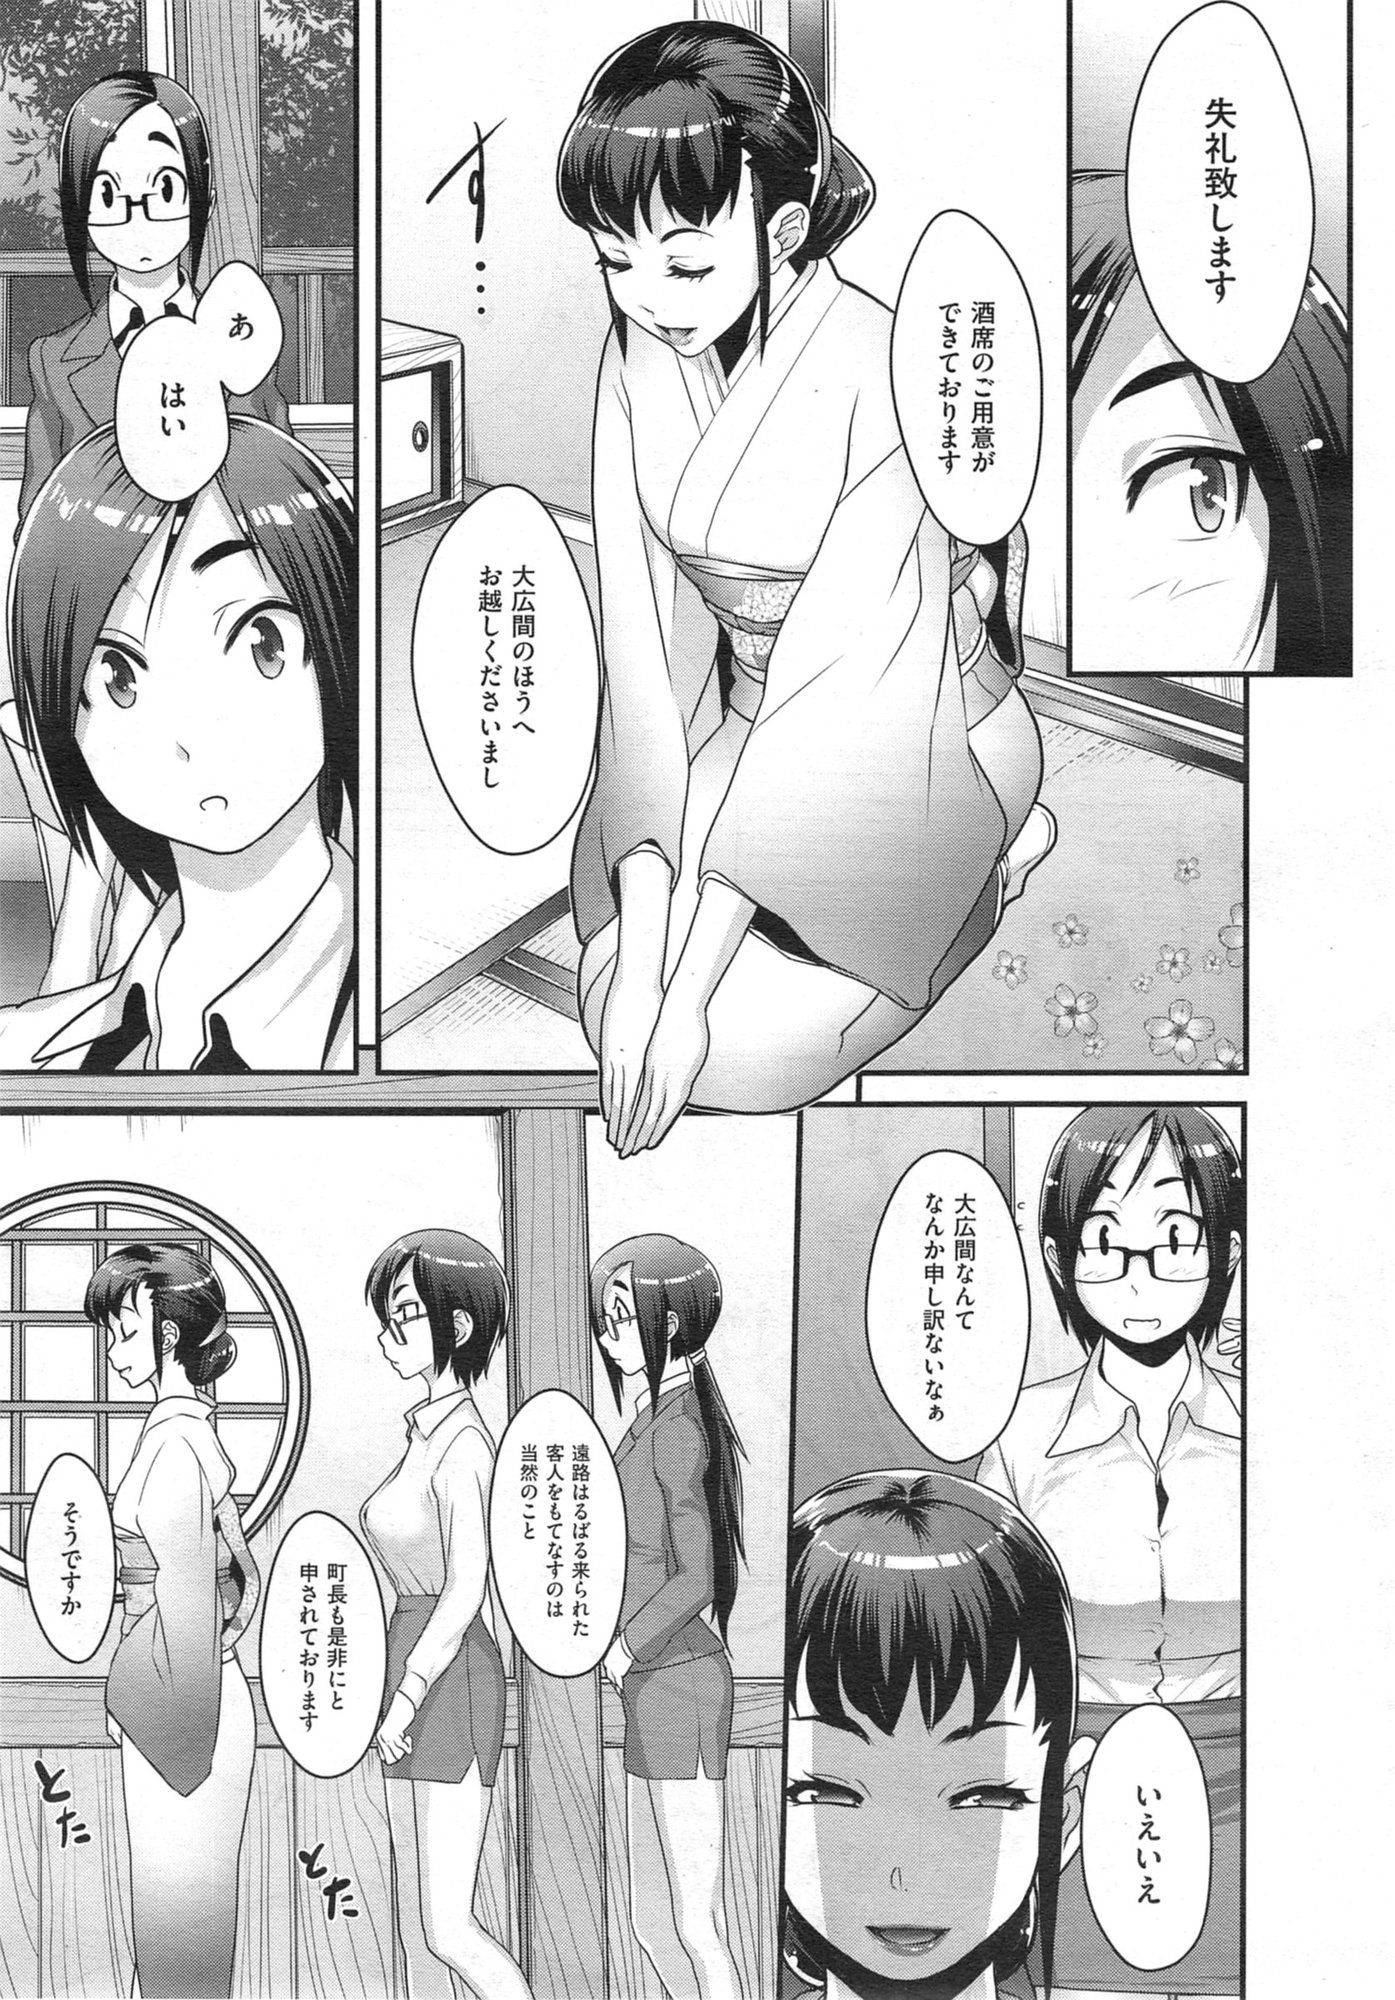 失礼致します
酒席のご用意が
できております
す…
大広間のほうへ
お越しくださいまし
あ
はい
大広間なんて
なんか申し訳ないなぁ
いえいえ
遠路はるばる来られた
客人をもてなすのは
当然のこと
町長も是非にと
申されております
そうですか
とた
とた